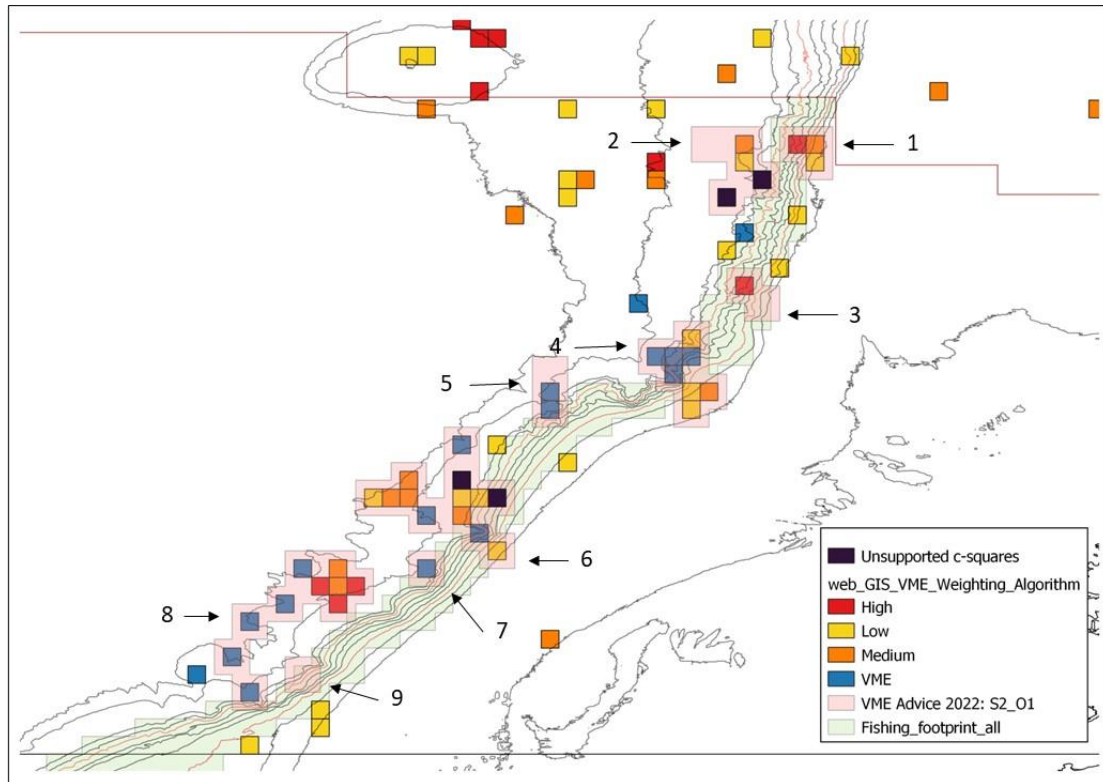 2
1
3
4
5
6
7
8
9
Unsupported c-squares
web_GIS_VME_Weighting_Algorithm
High
Low
Medium
VME
VME Advice 2022: S2_O1
Fishing_footprint_all